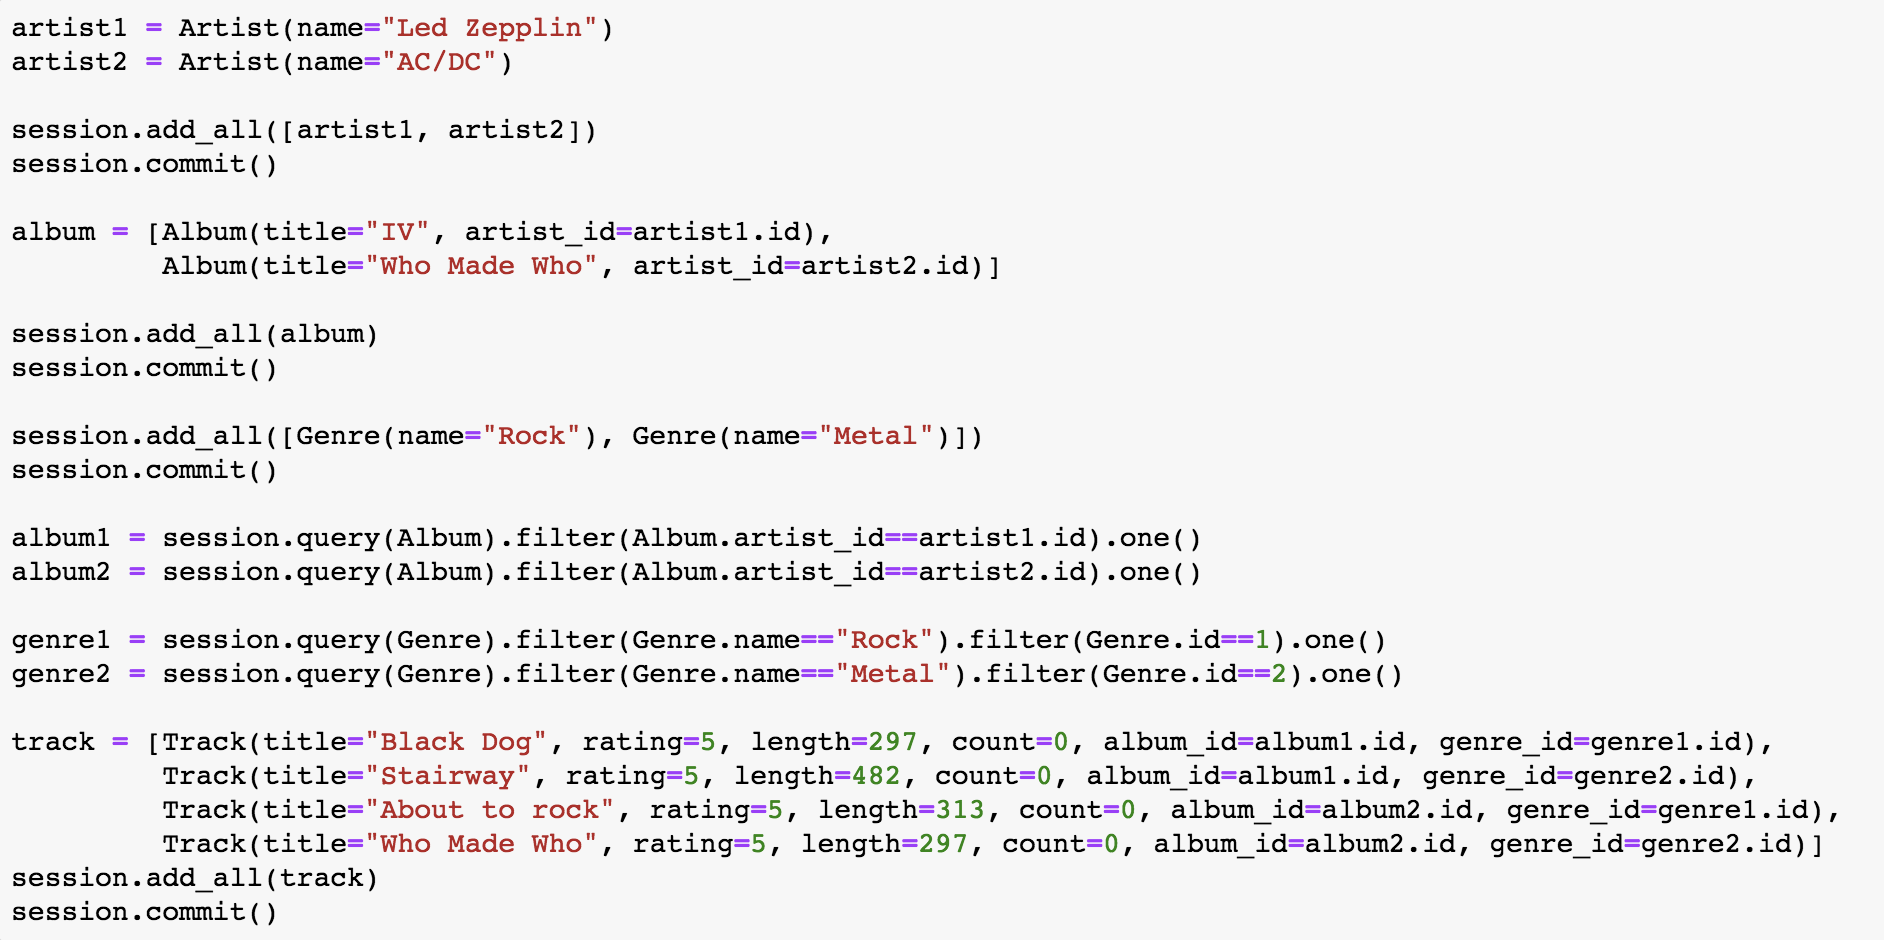 artist1 = Artist(name="Led Zepplin")
artist2 = Artist(name="AC/DC")

session.add_all([artist1, artist2])
session.commit()

album = [Album(title="IV", artist_id=artist1.id),
         Album(title="Who Made Who", artist_id=artist2.id)]

session.add_all(album)
session.commit()

session.add_all([Genre(name="Rock"), Genre(name="Metal")])
session.commit()

album1 = session.query(Album).filter(Album.artist_id==artist1.id).one()
album2 = session.query(Album).filter(Album.artist_id==artist2.id).one()

genre1 = session.query(Genre).filter(Genre.name=="Rock").filter(Genre.id==1).one()
genre2 = session.query(Genre).filter(Genre.name=="Metal").filter(Genre.id==2).one()

track = [Track(title="Black Dog", rating=5, length=297, count=0, album_id=album1.id, genre_id=genre1.id),
         Track(title="Stairway", rating=5, length=482, count=0, album_id=album1.id, genre_id=genre2.id),
         Track(title="About to rock", rating=5, length=313, count=0, album_id=album2.id, genre_id=genre1.id),
         Track(title="Who Made Who", rating=5, length=297, count=0, album_id=album2.id, genre_id=genre2.id)]
session.add_all(track)
session.commit()